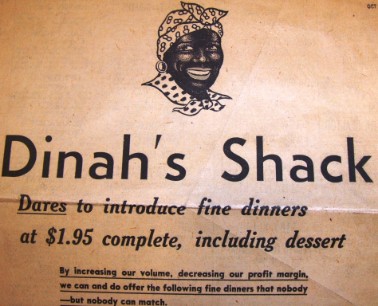 Dinah's Shack
Dares to introduce fine dinners
at $1.95 complete, including dessert
By increasing our volume, decreasing our profit margin,
we can and do offer the following fine dinners that nobody
—but nobody can match.